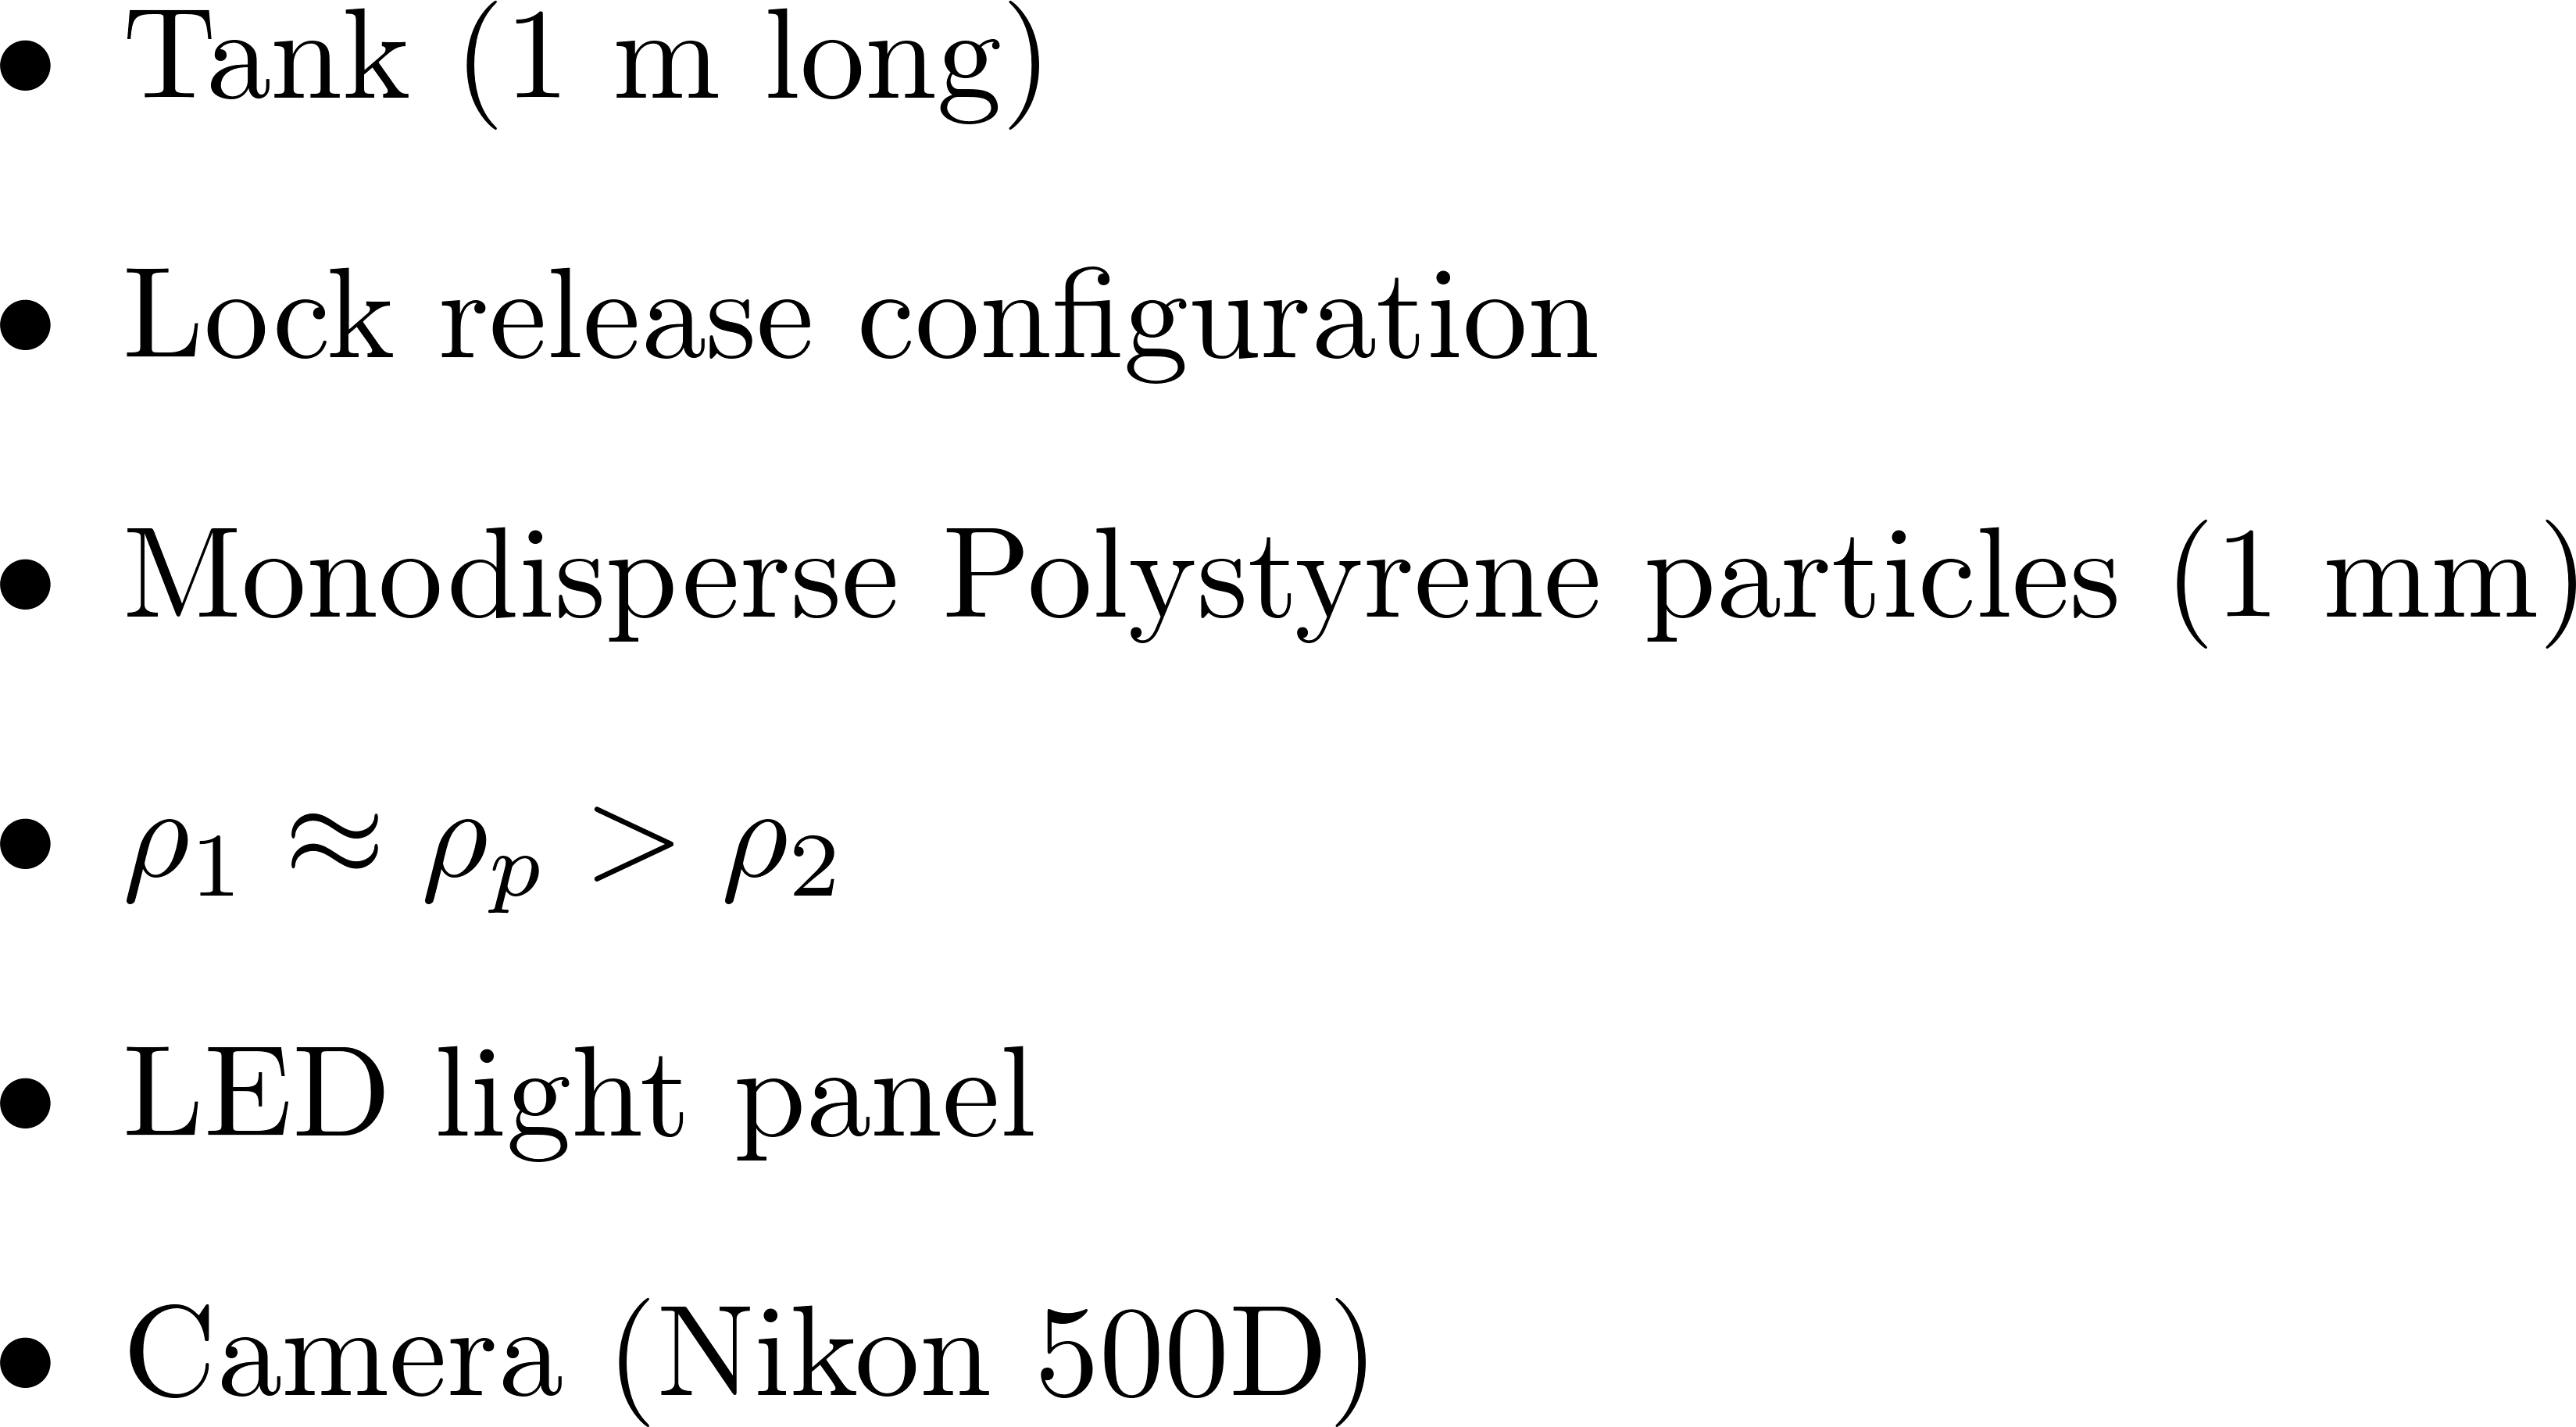 • Tank (1 m long)
• Lock release configuration
• Monodisperse Polystyrene particles (1 mm)
• ρ₁ ≈ ρₚ > ρ₂
• LED light panel
• Camera (Nikon 500D)